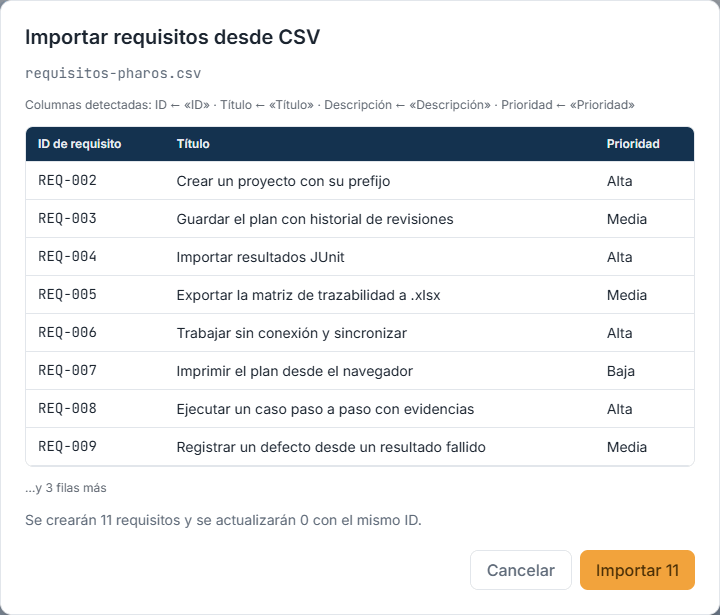 Importar requisitos desde CSV
requisitos-pharos.csv
Columnas detectadas: ID ← «ID» · Título ← «Título» · Descripción ← «Descripción» · Prioridad ← «Prioridad»
ID de requisito Título Prioridad
REQ-002 Crear un proyecto con su prefijo Alta
REQ-003 Guardar el plan con historial de revisiones Media
REQ-004 Importar resultados JUnit Alta
REQ-005 Exportar la matriz de trazabilidad a .xlsx Media
REQ-006 Trabajar sin conexión y sincronizar Alta
REQ-007 Imprimir el plan desde el navegador Baja
REQ-008 Ejecutar un caso paso a paso con evidencias Alta
REQ-009 Registrar un defecto desde un resultado fallido Media
…y 3 filas más
Se crearán 11 requisitos y se actualizarán 0 con el mismo ID.
Cancelar Importar 11